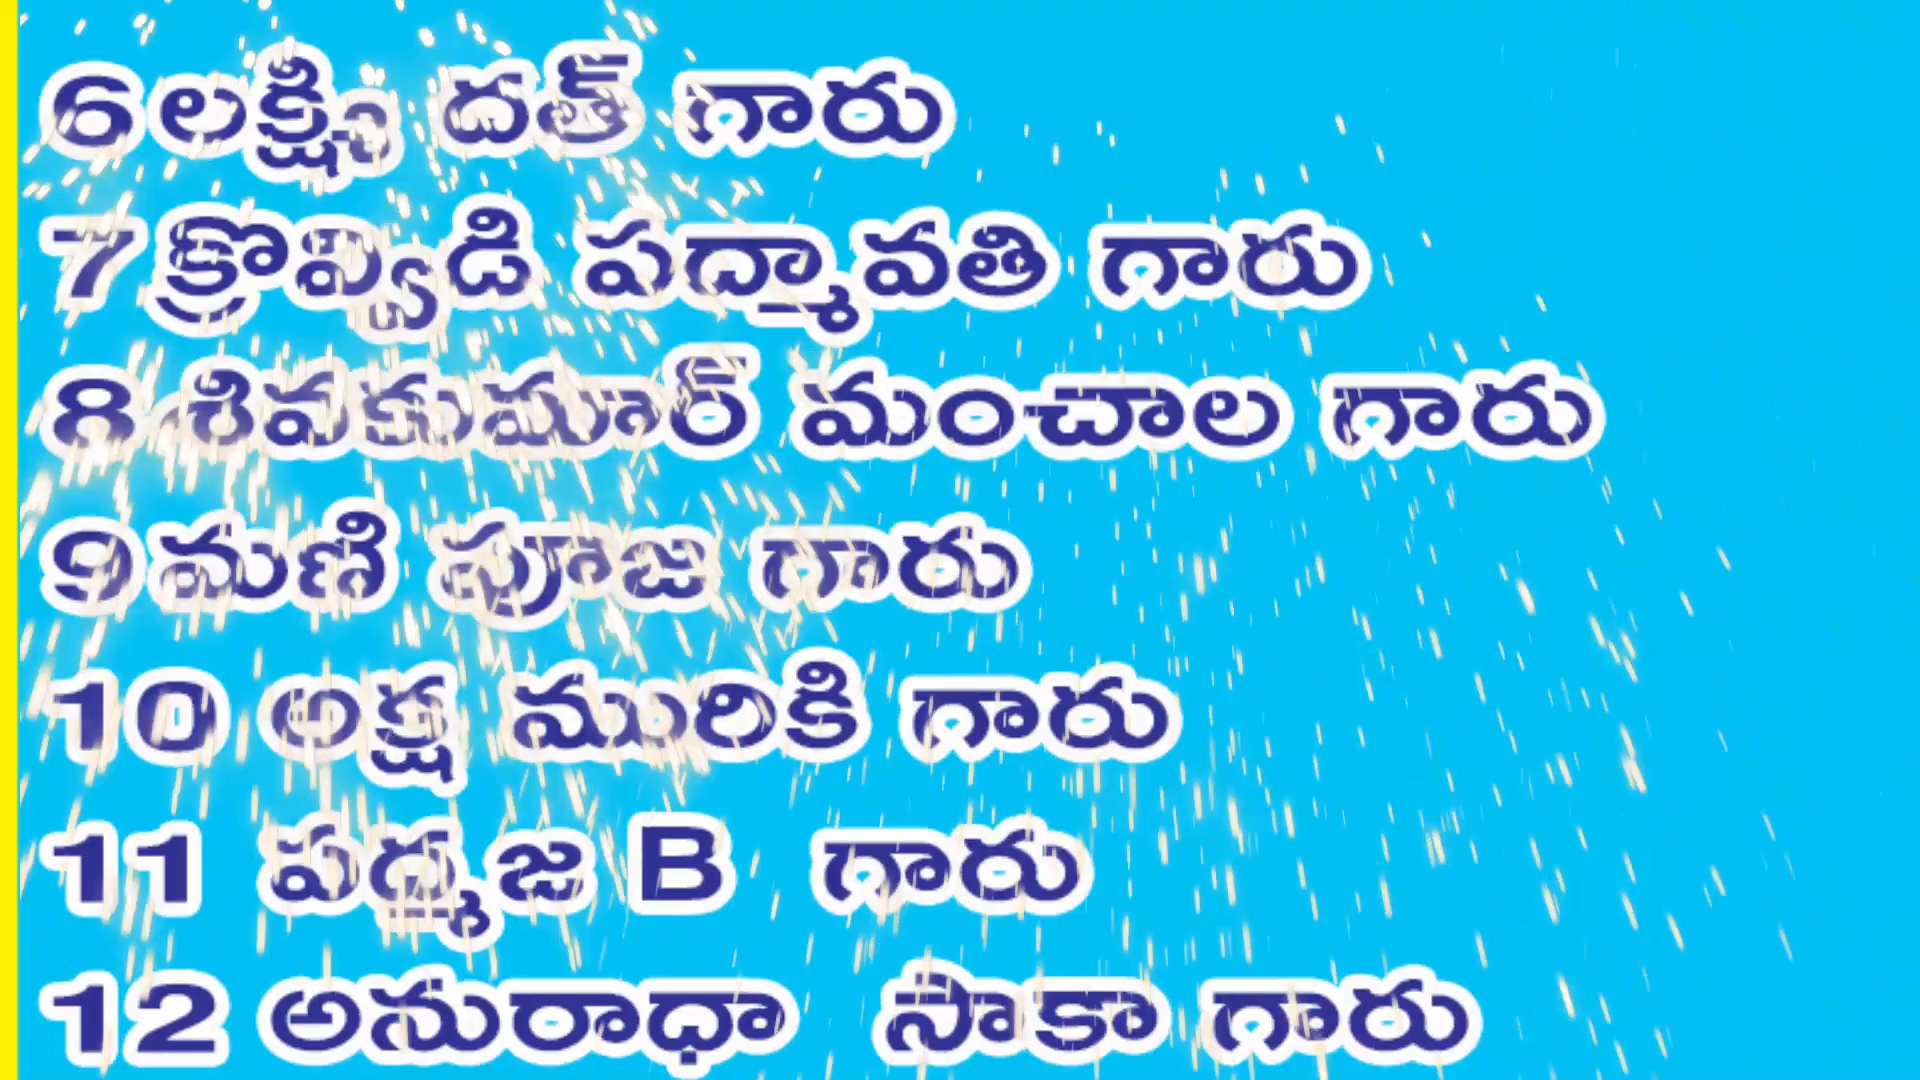 6 లక్ష్మి దత్ గారు
7 క్రొవ్విడి పద్మావతి గారు
8 శివకుమార్ మంచాల గారు
9 మణి పూజ గారు
10 అక్ష మురికి గారు
11 పద్మజ B గారు
12 అనురాధా సాకా గారు